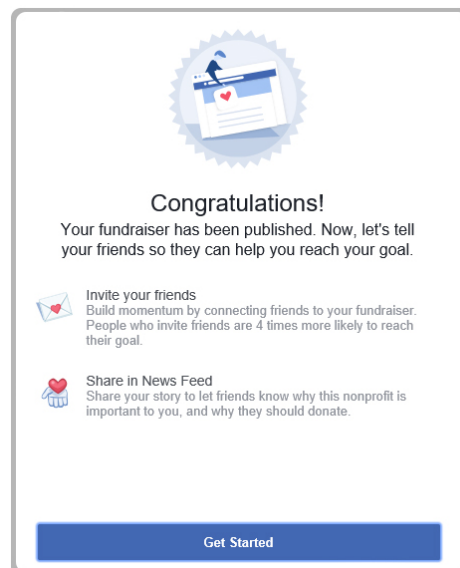 Congratulations!
Your fundraiser has been published. Now, let's tell
your friends so they can help you reach your goal.
Invite your friends
Build momentum by connecting friends to your fundraiser.
People who invite friends are 4 times more likely to reach
their goal.
Share in News Feed
Share your story to let friends know why this nonprofit is
important to you, and why they should donate.
Get Started